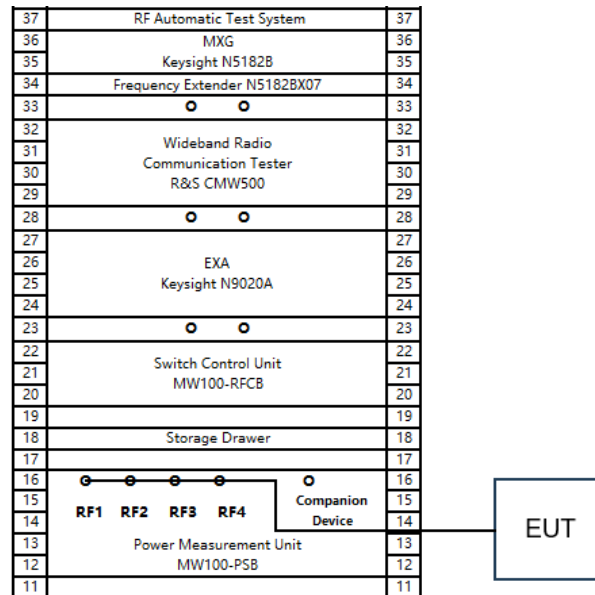 37 RF Automatic Test System 37
36 MXG 36
35 Keysight N5182B 35
34 Frequency Extender N5182BX07 34
33 33
32 32
31 Wideband Radio 31
Communication Tester
30 R&S CMW500 30
29 29
28 28
27 27
26 EXA 26
25 Keysight N9020A 25
24 24
23 23
22 22
21 Switch Control Unit 21
MW100-RFCB
20 20
19 19
18 Storage Drawer 18
17 17
16 16
15 RF1 RF2 RF3 RF4 Companion 15
14 Device 14
EUT
13 Power Measurement Unit 13
12 MW100-PSB 12
11 11